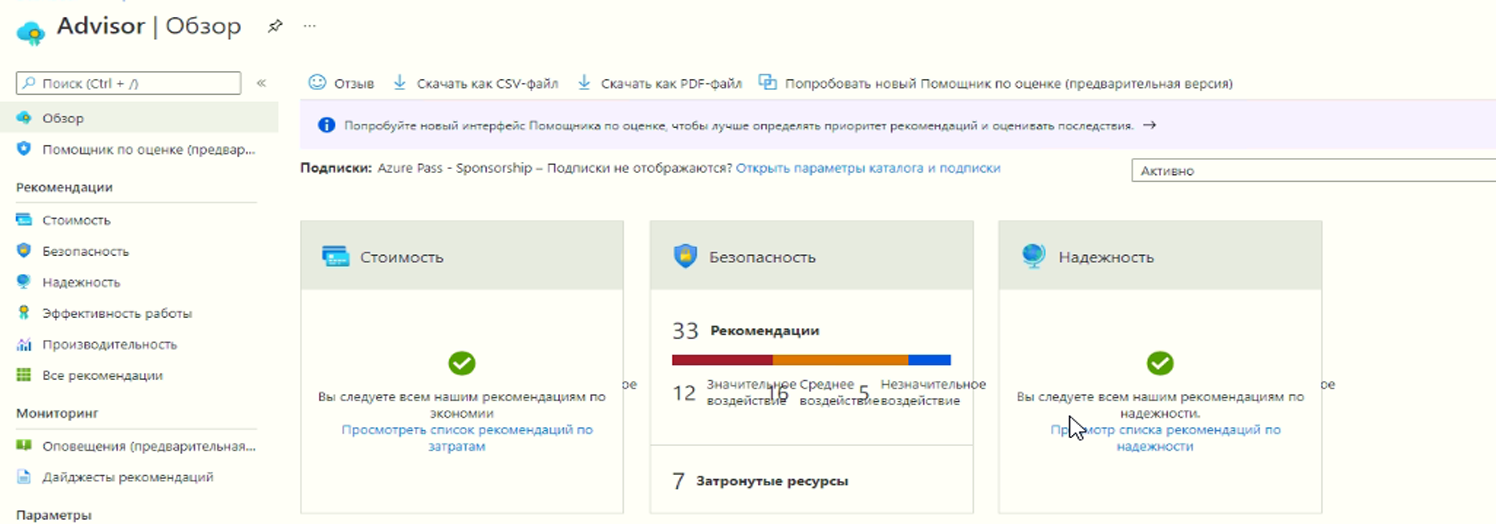 Advisor | Обзор
Поиск (Ctrl + /)
Обзор
Помощник по оценке (предвар...
Рекомендации
Стоимость
Безопасность
Надежность
Эффективность работы
Производительность
Все рекомендации
Мониторинг
Оповещения (предварительная...
Дайджесты рекомендаций
Параметры
Отзыв Скачать как CSV-файл Скачать как PDF-файл Попробовать новый Помощник по оценке (предварительная версия)
Попробуйте новый интерфейс Помощника по оценке, чтобы лучше определять приоритет рекомендаций и оценивать последствия. →
Подписки: Azure Pass - Sponsorship – Подписки не отображаются? Открыть параметры каталога и подписки
Активно
Стоимость
Вы следуете всем нашим рекомендациям по
экономии
Просмотреть список рекомендаций по
затратам
ое
Безопасность
33 Рекомендации
12 Значительное воздействие
16 Среднее воздействие
5 Незначительное воздействие
7 Затронутые ресурсы
Надежность
Вы следуете всем нашим рекомендациям по
надежности.
Просмотр списка рекомендаций по
надежности
ое